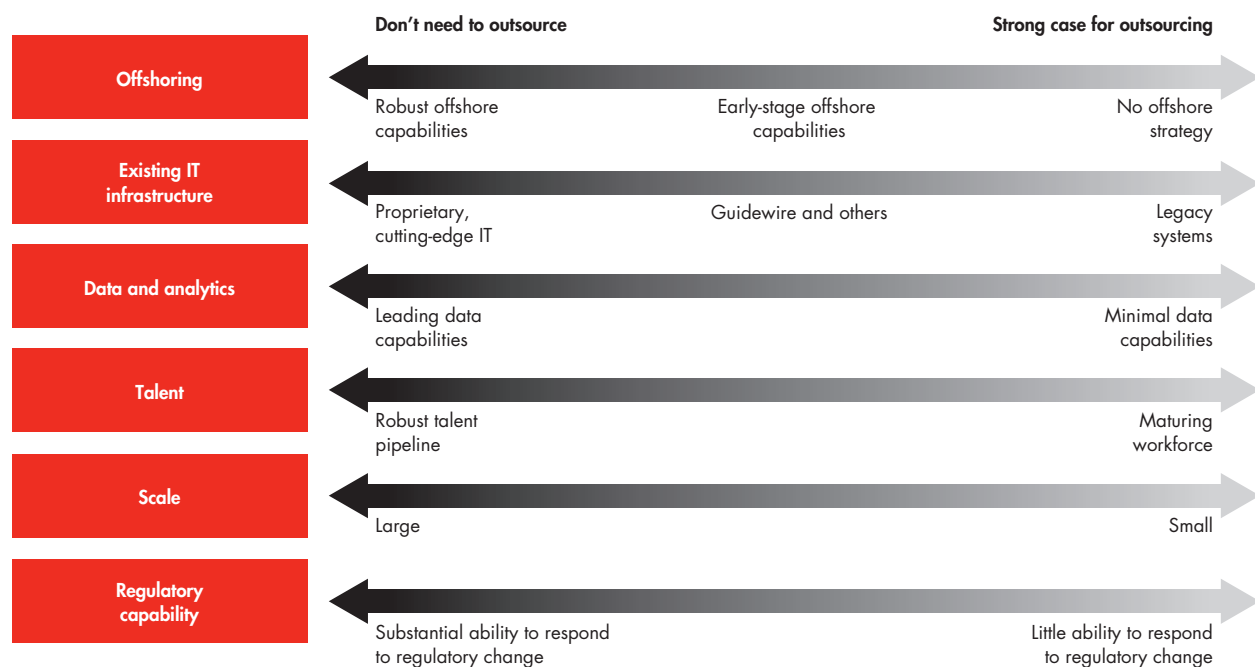 Don’t need to outsource
Strong case for outsourcing
Offshoring
Robust offshore
capabilities
Early-stage offshore
capabilities
No offshore
strategy
Existing IT
infrastructure
Proprietary,
cutting-edge IT
Guidewire and others
Legacy
systems
Data and analytics
Leading data
capabilities
Minimal data
capabilities
Talent
Robust talent
pipeline
Maturing
workforce
Scale
Large
Small
Regulatory
capability
Substantial ability to respond
to regulatory change
Little ability to respond
to regulatory change